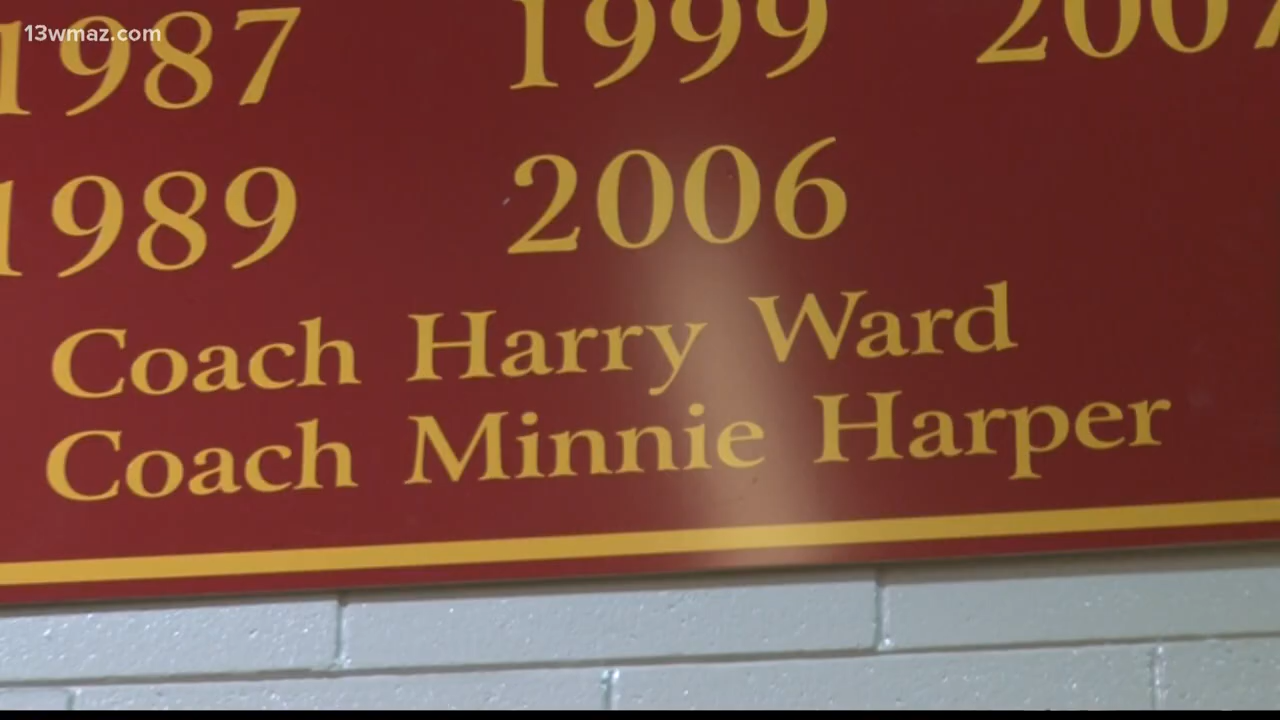 13wmaz.com
1987 1999 2007
1989 2006
Coach Harry Ward
Coach Minnie Harper